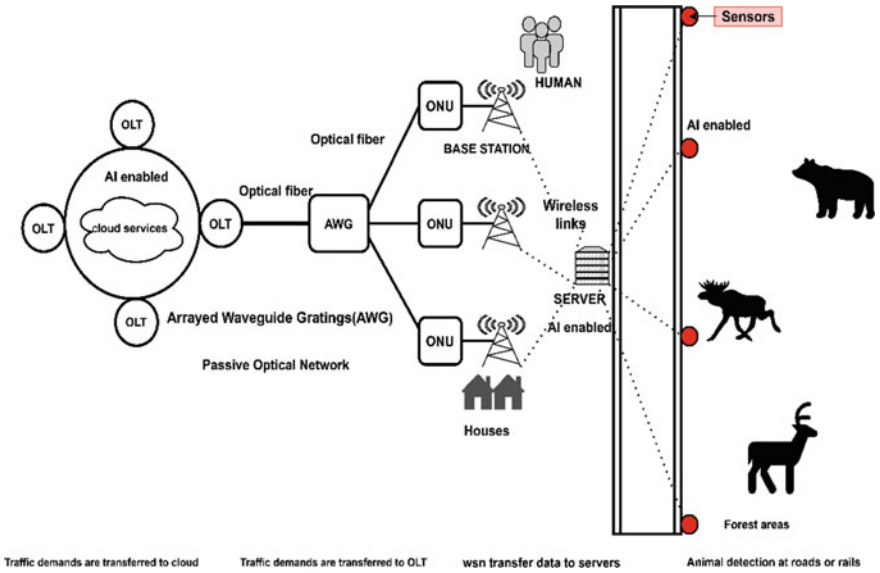 Sensors
HUMAN
OLT
ONU
BASE STATION
AI enabled
Optical fiber
AI enabled
Optical fiber
OLT
cloud services
OLT
AWG
ONU
Wireless
links
SERVER
AI enabled
OLT
Arrayed Waveguide Gratings(AWG)
ONU
Passive Optical Network
Houses
Forest areas
Traffic demands are transferred to cloud
Traffic demands are transferred to OLT
wsn transfer data to servers
Animal detection at roads or rails